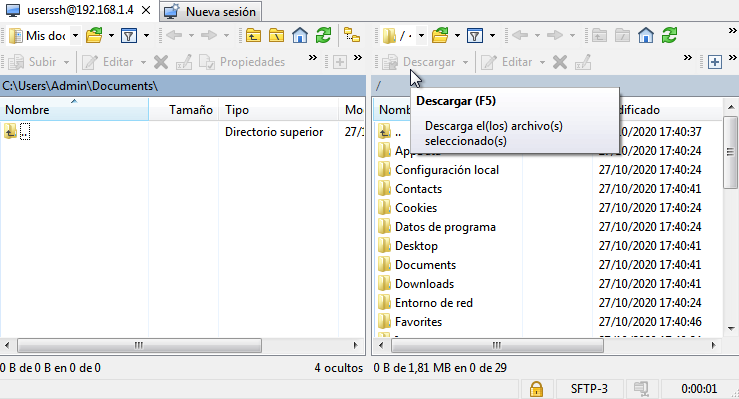 userssh@192.168.1.4 Nueva sesión
Mis doc / 
Subir Editar Propiedades Descargar Editar
C:\Users\Admin\Documents\ /
Nombre Tamaño Tipo Mo
.. Directorio superior 27/1
Descargar (F5)
Descarga el(los) archivo(s)
seleccionado(s)
.. 27/10/2020 17:40:37
27/10/2020 17:40:24
Configuración local 27/10/2020 17:40:24
Contacts 27/10/2020 17:40:41
Cookies 27/10/2020 17:40:24
Datos de programa 27/10/2020 17:40:24
Desktop 27/10/2020 17:40:41
Documents 27/10/2020 17:40:41
Downloads 27/10/2020 17:40:41
Entorno de red 27/10/2020 17:40:24
Favorites 27/10/2020 17:40:46
0 B de 0 B en 0 de 0 4 ocultos 0 B de 1,81 MB en 0 de 29
SFTP-3 0:00:01